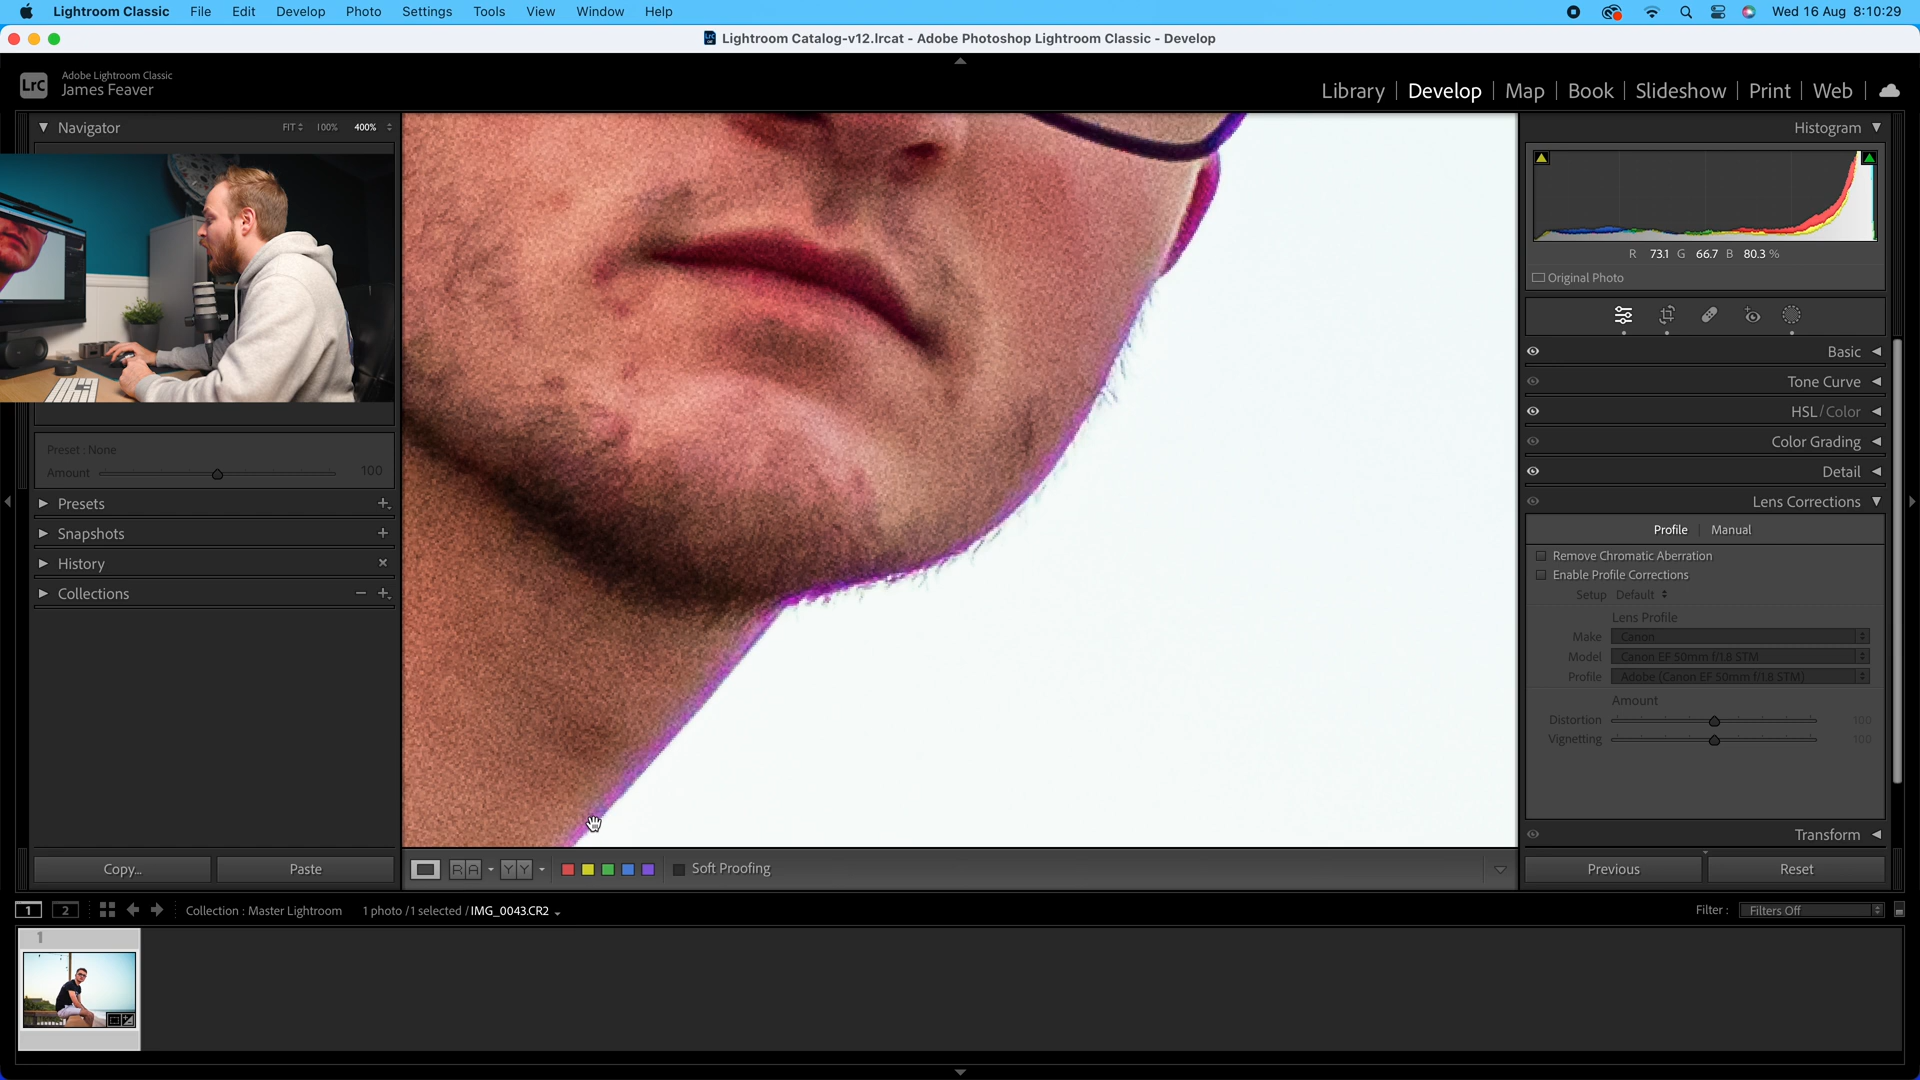 Lightroom Classic File Edit Develop Photo Settings Tools View Window Help Wed 16 Aug 8:10:29
Lightroom Catalog-v12.lrcat - Adobe Photoshop Lightroom Classic - Develop
LrC Adobe Lightroom Classic
James Feaver
Library | Develop | Map | Book | Slideshow | Print | Web
Navigator FIT 100% 400%
Histogram
R 73.1 G 66.7 B 80.3 %
Original Photo
Basic
Tone Curve
HSL / Color
Color Grading
Detail
Lens Corrections
Profile | Manual
Remove Chromatic Aberration
Enable Profile Corrections
Setup Default
Lens Profile
Make Canon
Model Canon EF 50mm f/1.8 STM
Profile Adobe (Canon EF 50mm f/1.8 STM)
Amount
Distortion 100
Vignetting 100
Transform
Previous Reset
Preset : None
Amount 100
Presets
Snapshots
History
Collections
Copy... Paste
R A Y Y Soft Proofing
1 2 Collection : Master Lightroom 1 photo / 1 selected / IMG_0043.CR2
Filter : Filters Off
1